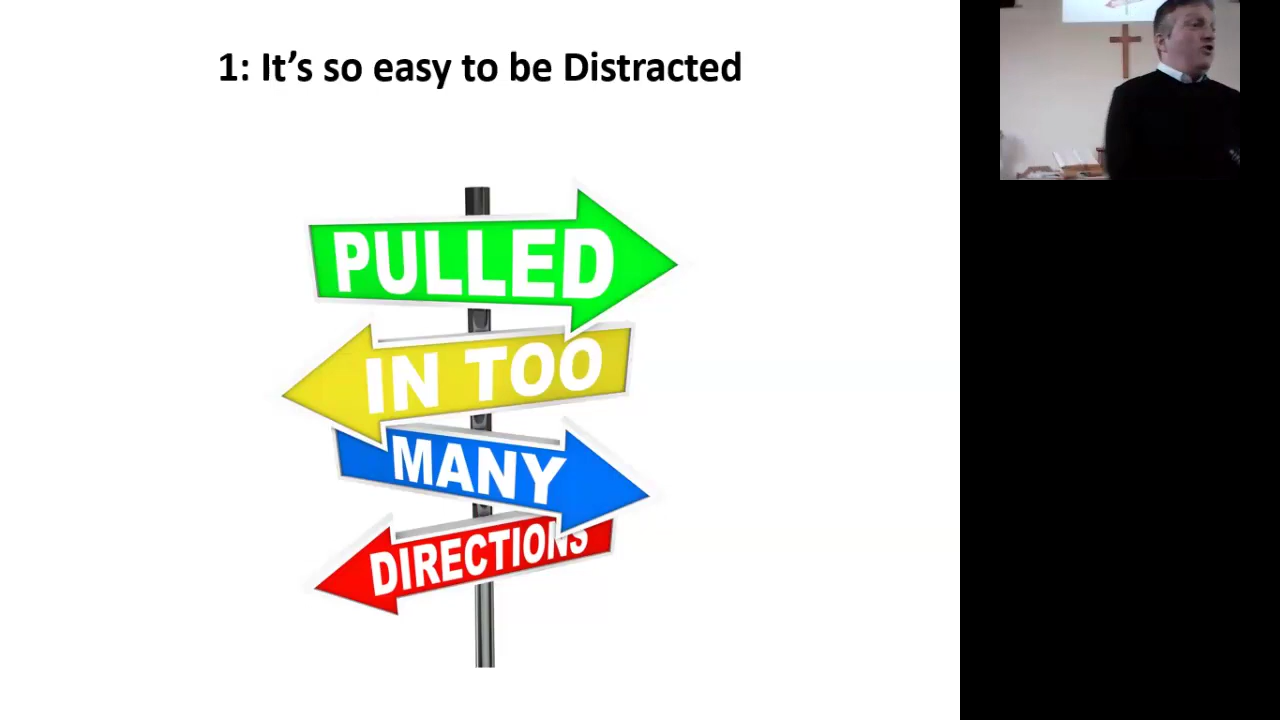 1: It’s so easy to be Distracted
PULLED
IN TOO
MANY
DIRECTIONS